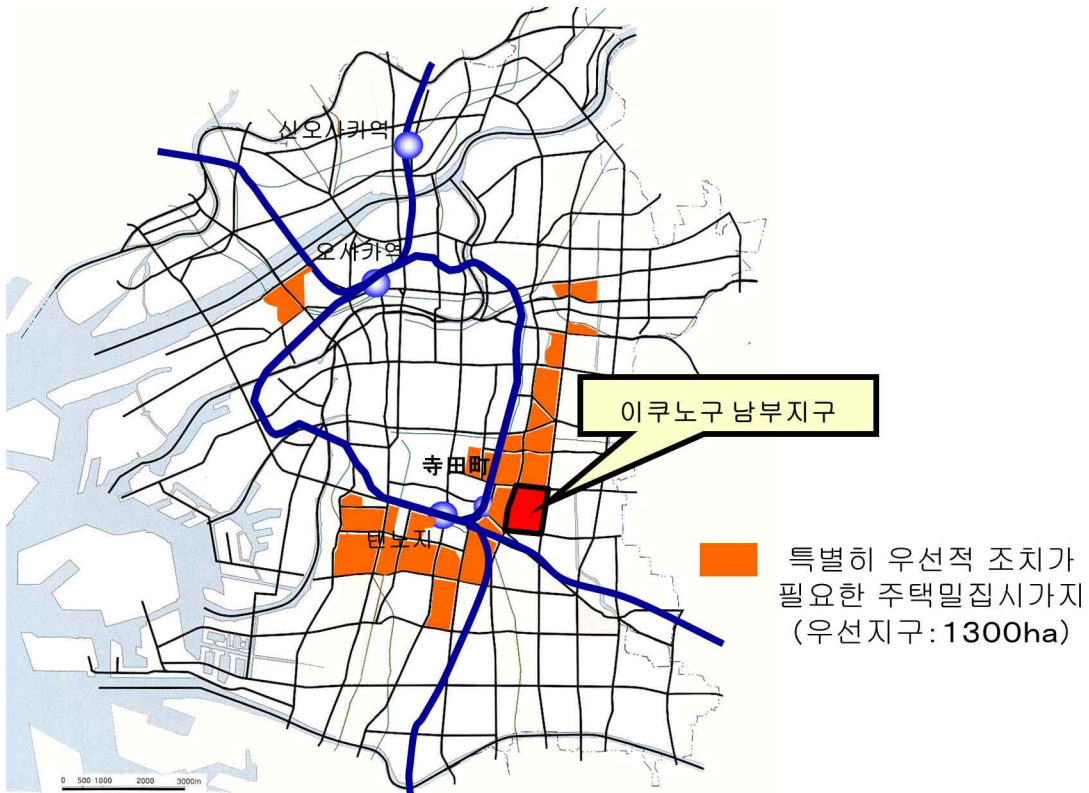 신오사카역
오사카역
이쿠노구 남부지구
寺田町
텐노지
특별히 우선적 조치가
필요한 주택밀집시가지
(우선지구:1300ha)
0 500 1000 2000 3000m